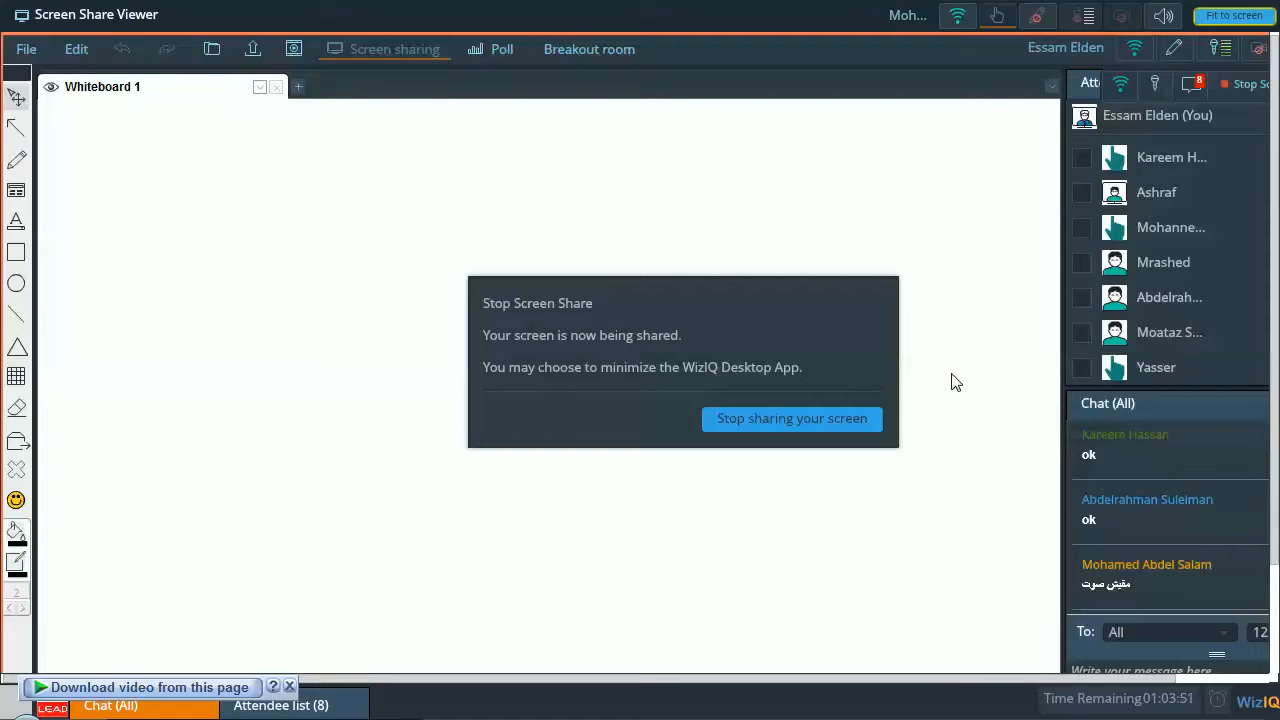 Screen Share Viewer
Moh...
Fit to screen
File
Edit
Screen sharing
Poll
Breakout room
Essam Elden
Whiteboard 1
Att
8
Stop Sc
Essam Elden (You)
Kareem H...
Ashraf
Mohanne...
Mrashed
Abdelrah...
Moataz S...
Yasser
Stop Screen Share
Your screen is now being shared.
You may choose to minimize the WizIQ Desktop App.
Stop sharing your screen
Chat (All)
Kareem Hassan
ok
Abdelrahman Suleiman
ok
Mohamed Abdel Salam
مفيش صوت
To:
All
12
Write your message here
2
Download video from this page
?
LEAD
Chat (All)
Attendee list (8)
Time Remaining 01:03:51
WizIQ